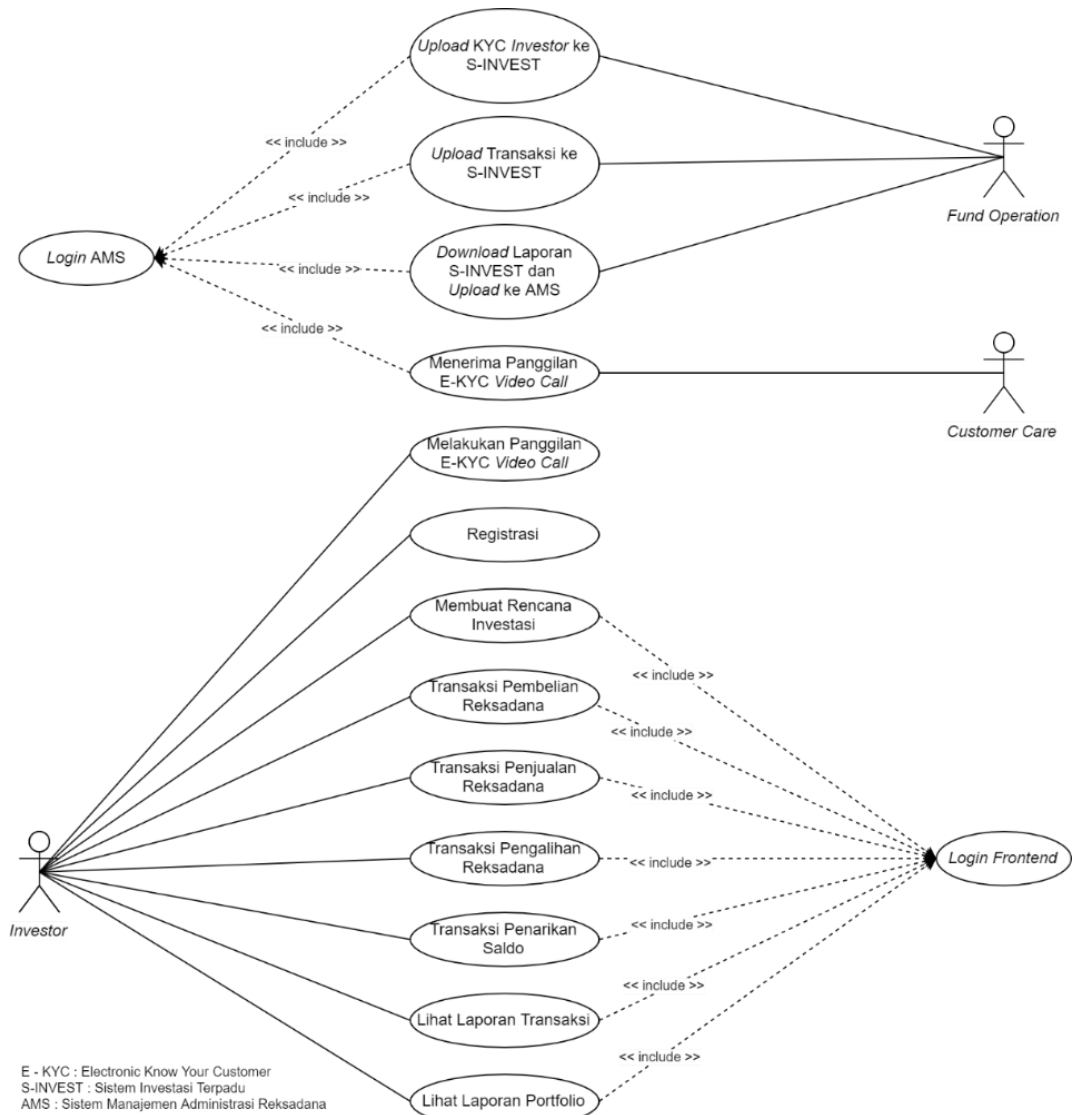 Upload KYC Investor ke
S-INVEST
<< include >>
Upload Transaksi ke
S-INVEST
<< include >>
Fund Operation
Login AMS
Download Laporan
S-INVEST dan
Upload ke AMS
<< include >>
<< include >>
Menerima Panggilan
E-KYC Video Call
Customer Care
Melakukan Panggilan
E-KYC Video Call
Registrasi
Membuat Rencana
Investasi
<< include >>
Transaksi Pembelian
Reksadana
<< include >>
Transaksi Penjualan
Reksadana
<< include >>
Transaksi Pengalihan
Reksadana
<< include >>
Login Frontend
Investor
Transaksi Penarikan
Saldo
<< include >>
Lihat Laporan Transaksi
<< include >>
<< include >>
Lihat Laporan Portfolio
E - KYC : Electronic Know Your Customer
S-INVEST : Sistem Investasi Terpadu
AMS : Sistem Manajemen Administrasi Reksadana